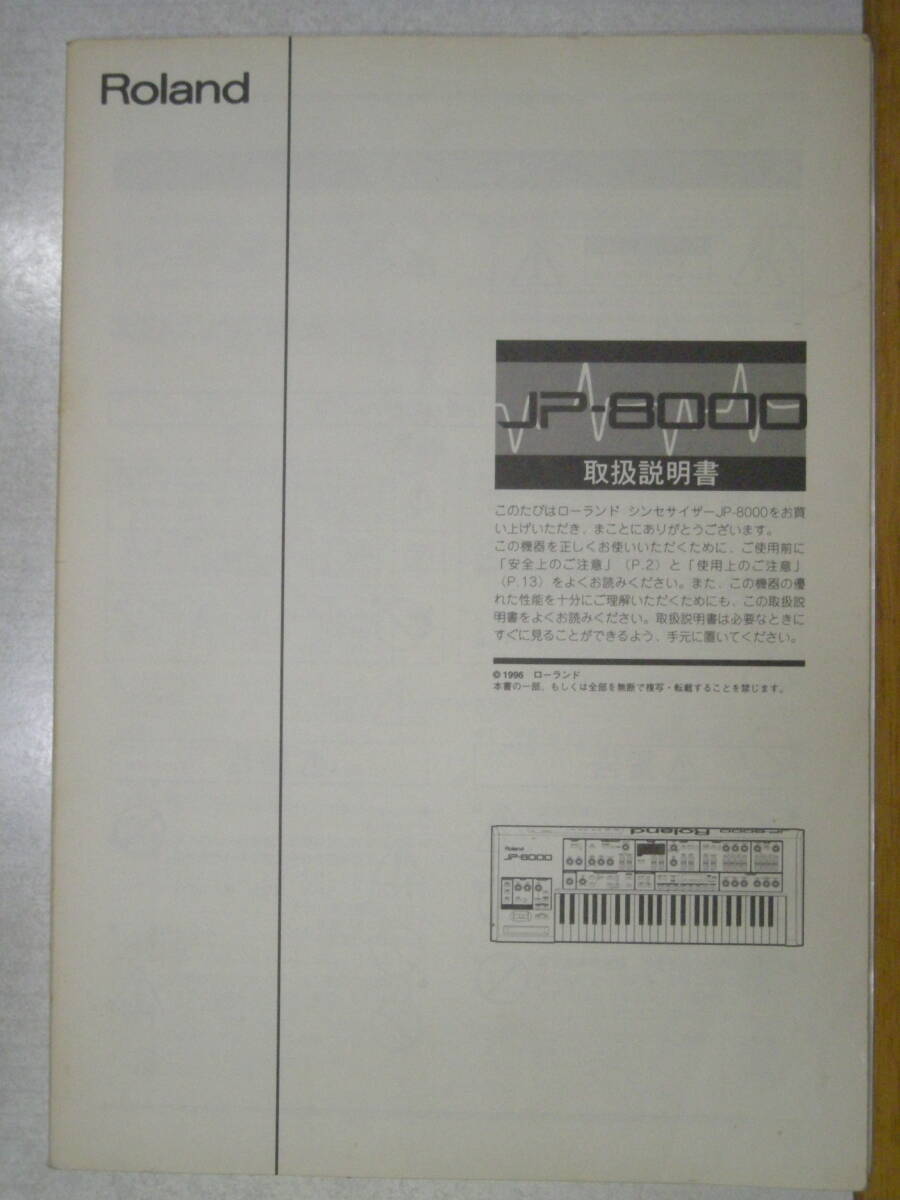 Roland
JP-8000
取扱説明書
このたびはローランド シンセサイザーJP-8000をお買
い上げいただき、まことにありがとうございます。
この機器を正しくお使いいただくために、ご使用前に
「安全上のご注意」（P.2）と「使用上のご注意」
（P.13）をよくお読みください。また、この機器の優
れた性能を十分にご理解いただくためにも、この取扱説
明書をよくお読みください。取扱説明書は必要なときに
すぐに見ることができるよう、手元に置いてください。
© 1996 ローランド
本書の一部、もしくは全部を無断で複写・転載することを禁じます。
Roland JP-8000
Roland
JP-8000